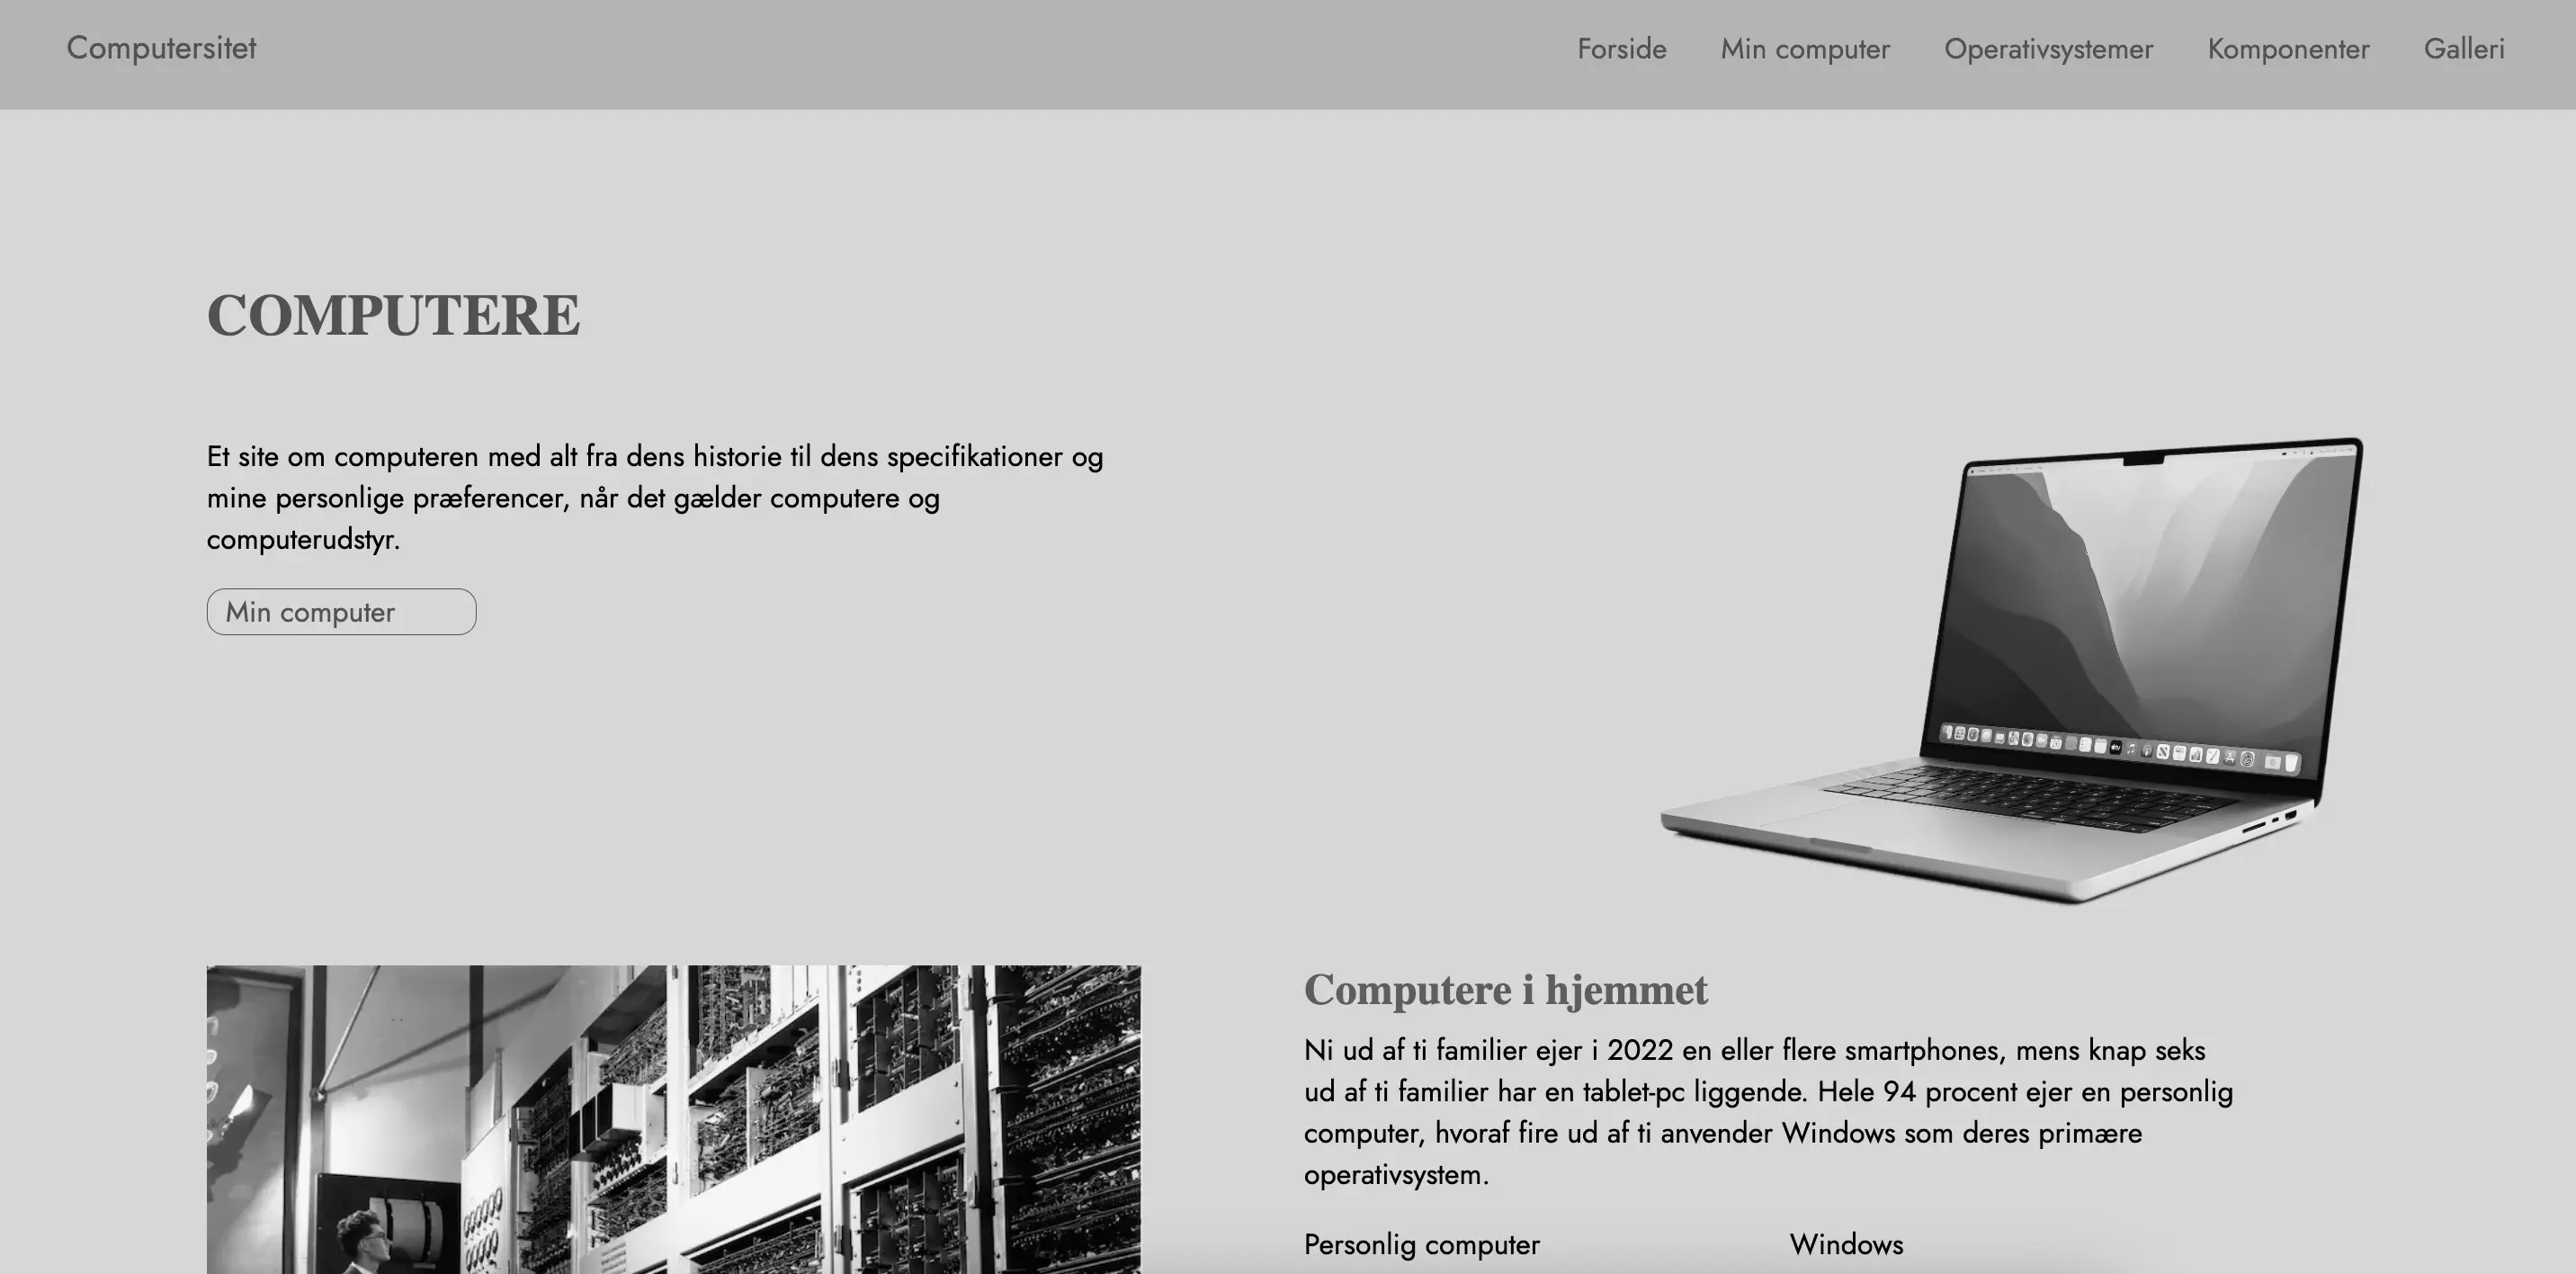 Computersitet
Forside
Min computer
Operativsystemer
Komponenter
Galleri
COMPUTERE
Et site om computeren med alt fra dens historie til dens specifikationer og
mine personlige præferencer, når det gælder computere og
computerudstyr.
Min computer
Computere i hjemmet
Ni ud af ti familier ejer i 2022 en eller flere smartphones, mens knap seks
ud af ti familier har en tablet-pc liggende. Hele 94 procent ejer en personlig
computer, hvoraf fire ud af ti anvender Windows som deres primære
operativsystem.
Personlig computer
Windows